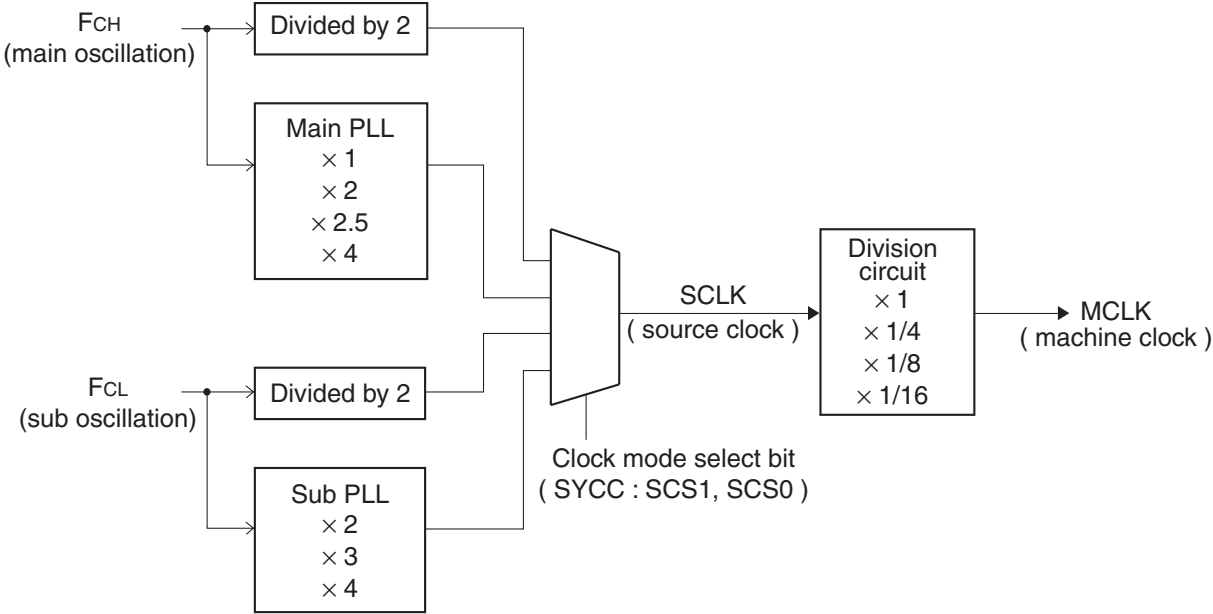 FCH
(main oscillation)
Divided by 2
Main PLL
× 1
× 2
× 2.5
× 4
FCL
(sub oscillation)
Divided by 2
Sub PLL
× 2
× 3
× 4
Clock mode select bit
( SYCC : SCS1, SCS0 )
SCLK
( source clock )
Division
circuit
× 1
× 1/4
× 1/8
× 1/16
MCLK
( machine clock )